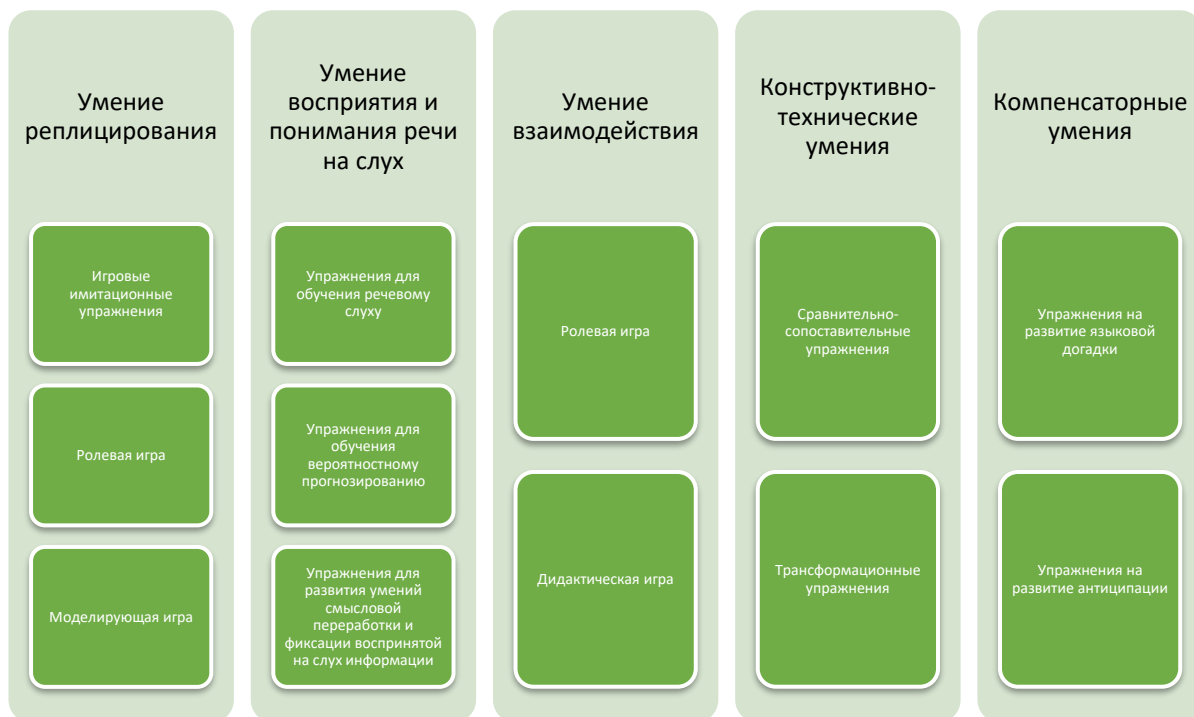 Умение
реплицирования
Игровые
имитационные
упражнения
Ролевая игра
Моделирующая игра
Умение
восприятия и
понимания речи
на слух
Упражнения для
обучения речевому
слуху
Упражнения для
обучения
вероятностному
прогнозированию
Упражнения для
развития умений
смысловой
переработки и
фиксации воспринятой
на слух информации
Умение
взаимодействия
Ролевая игра
Дидактическая игра
Конструктивно-
технические
умения
Сравнительно-
сопоставительные
упражнения
Трансформационные
упражнения
Компенсаторные
умения
Упражнения на
развитие языковой
догадки
Упражнения на
развитие антиципации